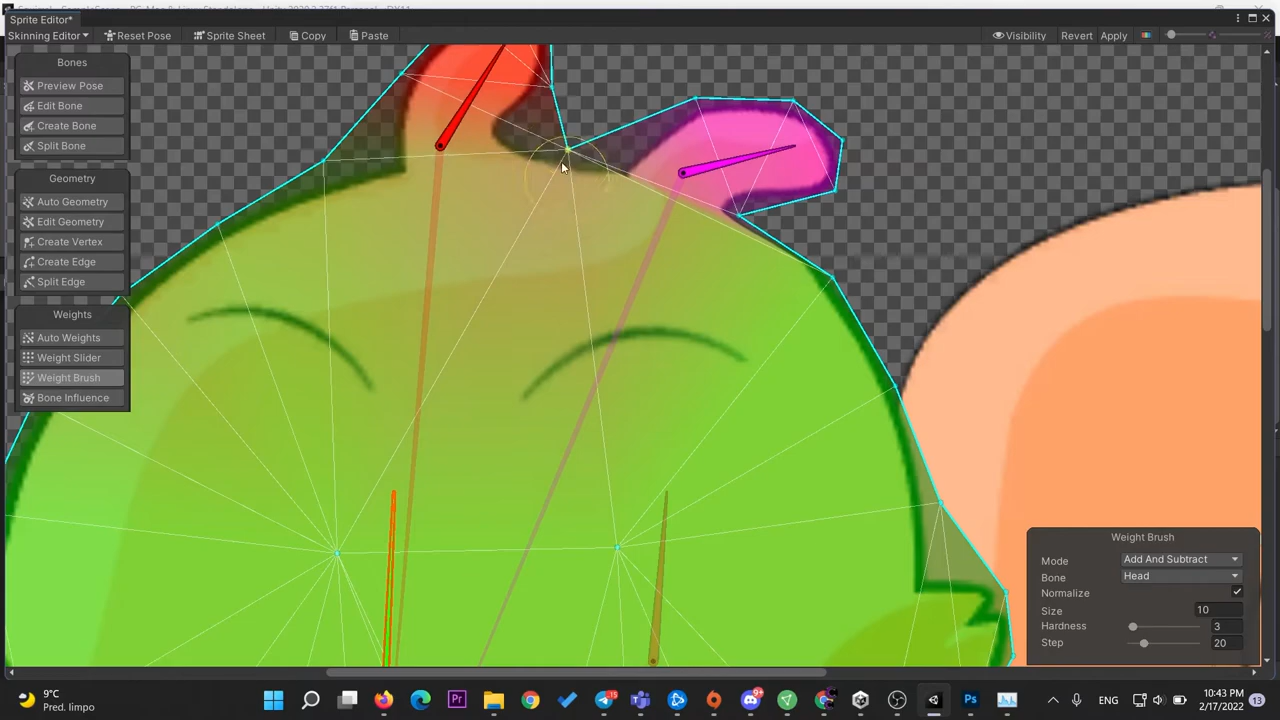 Sprite Editor*
Skinning Editor
Reset Pose
Sprite Sheet
Copy
Paste
Visibility
Revert
Apply
Bones
Preview Pose
Edit Bone
Create Bone
Split Bone
Geometry
Auto Geometry
Edit Geometry
Create Vertex
Create Edge
Split Edge
Weights
Auto Weights
Weight Slider
Weight Brush
Bone Influence
Weight Brush
Mode Add And Subtract
Bone Head
Normalize
Size 10
Hardness 3
Step 20
9°C
Pred. limpo
15
9+
ENG
10:43 PM
2/17/2022
13